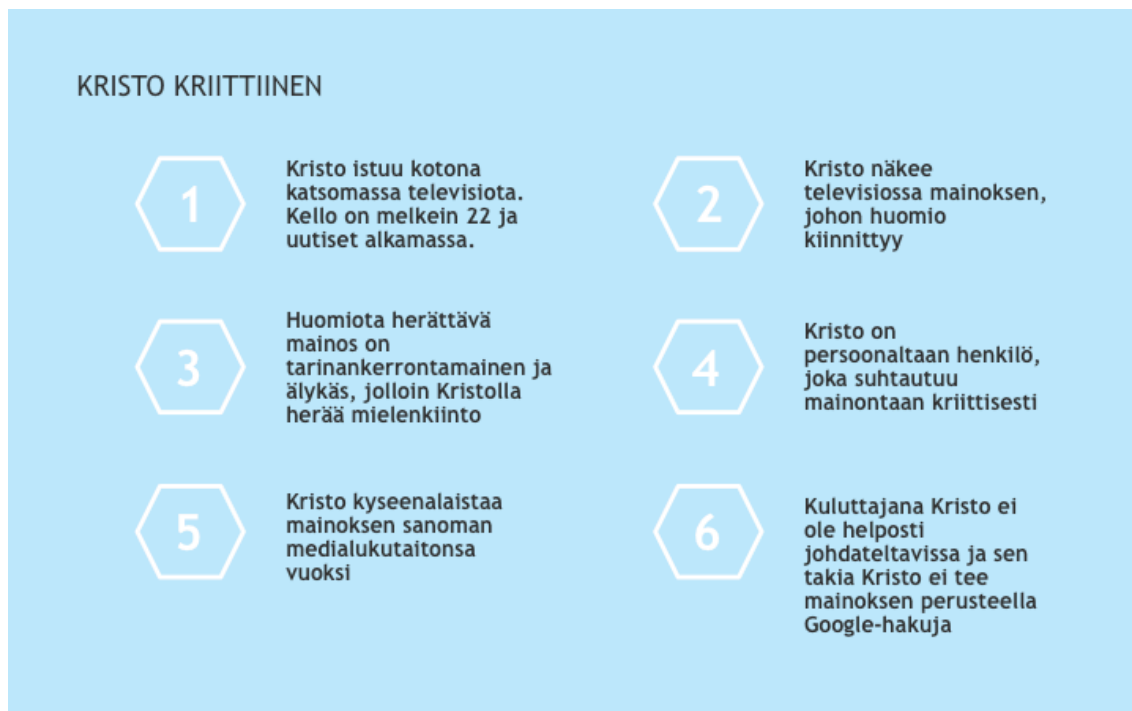 KRISTO KRIITTIINEN
1
Kristo istuu kotona
katsomassa televisiota.
Kello on melkein 22 ja
uutiset alkamassa.
2
Kristo näkee
televisiossa mainoksen,
johon huomio
kiinnittyy
3
Huomiota herättävä
mainos on
tarinankerrontamainen ja
älykäs, jolloin Kristolla
herää mielenkiinto
4
Kristo on
persoonaltaan henkilö,
joka suhtautuu
mainontaan kriittisesti
5
Kristo kyseenalaistaa
mainoksen sanoman
medialukutaitonsa
vuoksi
6
Kuluttajana Kristo ei
ole helposti
johdateltavissa ja sen
takia Kristo ei tee
mainoksen perusteella
Google-hakuja